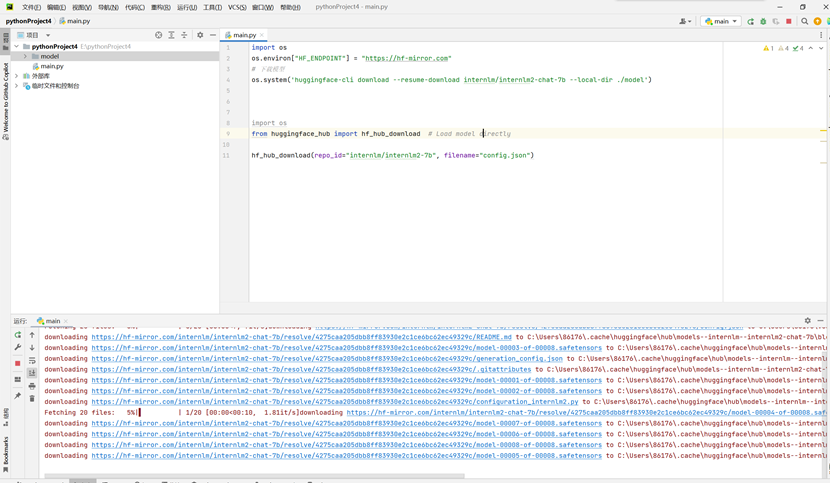 文件(F) 编辑(E) 视图(V) 导航(N) 代码(C) 重构(R) 运行(U) 工具(T) VCS(S) 窗口(W) 帮助(H) pythonProject4 - main.py
pythonProject4 main.py
main
项目
main.py
pythonProject4 E:\pythonProject4
model
main.py
外部库
临时文件和控制台
Welcome to GitHub Copilot
1 import os
2 os.environ["HF_ENDPOINT"] = "https://hf-mirror.com"
3 # 下载模型
4 os.system('huggingface-cli download --resume-download internlm/internlm2-chat-7b --local-dir ./model')
5
6
7
8 import os
9 from huggingface_hub import hf_hub_download # Load model directly
10
11 hf_hub_download(repo_id="internlm/internlm2-7b", filename="config.json")
1 4 4
运行: main
downloading https://hf-mirror.com/internlm/internlm2-chat-7b/resolve/4275caa205dbb8ff83930e2c1ce6bc62ec49329c/README.md to C:\Users\86176\.cache\huggingface\hub\models--internlm--internlm2-chat-7b\blo
downloading https://hf-mirror.com/internlm/internlm2-chat-7b/resolve/4275caa205dbb8ff83930e2c1ce6bc62ec49329c/model-00003-of-00008.safetensors to C:\Users\86176\.cache\huggingface\hub\models--i
downloading https://hf-mirror.com/internlm/internlm2-chat-7b/resolve/4275caa205dbb8ff83930e2c1ce6bc62ec49329c/generation_config.json to C:\Users\86176\.cache\huggingface\hub\models--internlm--in
downloading https://hf-mirror.com/internlm/internlm2-chat-7b/resolve/4275caa205dbb8ff83930e2c1ce6bc62ec49329c/.gitattributes to C:\Users\86176\.cache\huggingface\hub\models--internlm--internlm2-chat-7
downloading https://hf-mirror.com/internlm/internlm2-chat-7b/resolve/4275caa205dbb8ff83930e2c1ce6bc62ec49329c/model-00001-of-00008.safetensors to C:\Users\86176\.cache\huggingface\hub\models--i
downloading https://hf-mirror.com/internlm/internlm2-chat-7b/resolve/4275caa205dbb8ff83930e2c1ce6bc62ec49329c/model-00002-of-00008.safetensors to C:\Users\86176\.cache\huggingface\hub\models--i
downloading https://hf-mirror.com/internlm/internlm2-chat-7b/resolve/4275caa205dbb8ff83930e2c1ce6bc62ec49329c/configuration_internlm2.py to C:\Users\86176\.cache\huggingface\hub\models--internlm
Fetching 20 files: 5%| | 1/20 [00:00<00:10, 1.81it/s]downloading https://hf-mirror.com/internlm/internlm2-chat-7b/resolve/4275caa205dbb8ff83930e2c1ce6bc62ec49329c/model-00004-of-00008.safe
downloading https://hf-mirror.com/internlm/internlm2-chat-7b/resolve/4275caa205dbb8ff83930e2c1ce6bc62ec49329c/model-00007-of-00008.safetensors to C:\Users\86176\.cache\huggingface\hub\models--i
downloading https://hf-mirror.com/internlm/internlm2-chat-7b/resolve/4275caa205dbb8ff83930e2c1ce6bc62ec49329c/model-00006-of-00008.safetensors to C:\Users\86176\.cache\huggingface\hub\models--i
downloading https://hf-mirror.com/internlm/internlm2-chat-7b/resolve/4275caa205dbb8ff83930e2c1ce6bc62ec49329c/model-00008-of-00008.safetensors to C:\Users\86176\.cache\huggingface\hub\models--i
downloading https://hf-mirror.com/internlm/internlm2-chat-7b/resolve/4275caa205dbb8ff83930e2c1ce6bc62ec49329c/model-00005-of-00008.safetensors to C:\Users\86176\.cache\huggingface\hub\models--i
结构
Bookmarks